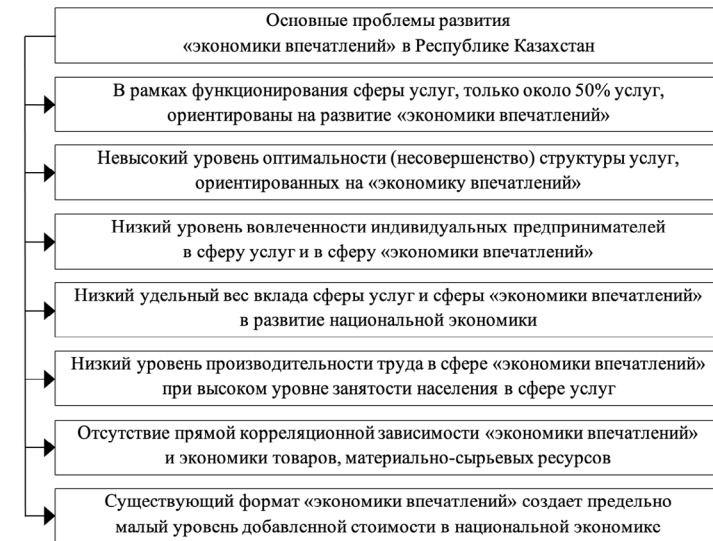 Основные проблемы развития
«экономики впечатлений» в Республике Казахстан
В рамках функционирования сферы услуг, только около 50% услуг,
ориентированы на развитие «экономики впечатлений»
Невысокий уровень оптимальности (несовершенство) структуры услуг,
ориентированных на «экономику впечатлений»
Низкий уровень вовлеченности индивидуальных предпринимателей
в сферу услуг и в сферу «экономики впечатлений»
Низкий удельный вес вклада сферы услуг и сферы «экономики впечатлений»
в развитие национальной экономики
Низкий уровень производительности труда в сфере «экономики впечатлений»
при высоком уровне занятости населения в сфере услуг
Отсутствие прямой корреляционной зависимости «экономики впечатлений»
и экономики товаров, материально-сырьевых ресурсов
Существующий формат «экономики впечатлений» создает предельно
малый уровень добавленной стоимости в национальной экономике